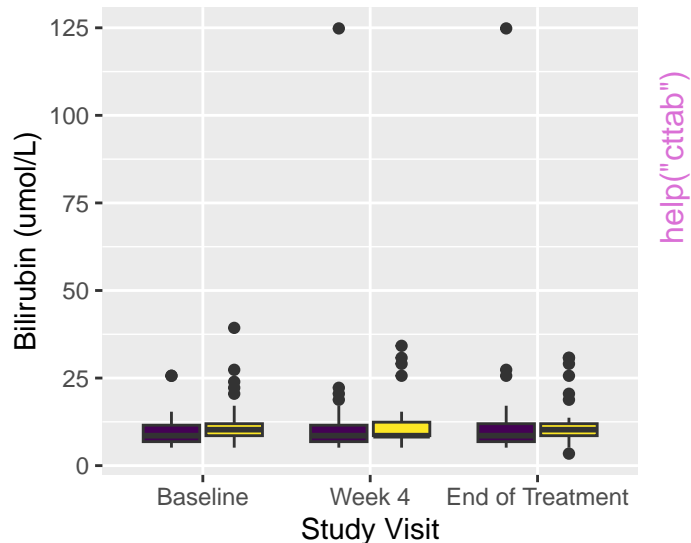 125
100
75
50
25
0
Bilirubin (umol/L)
Baseline
Week 4
End of Treatment
Study Visit
help("cttab")